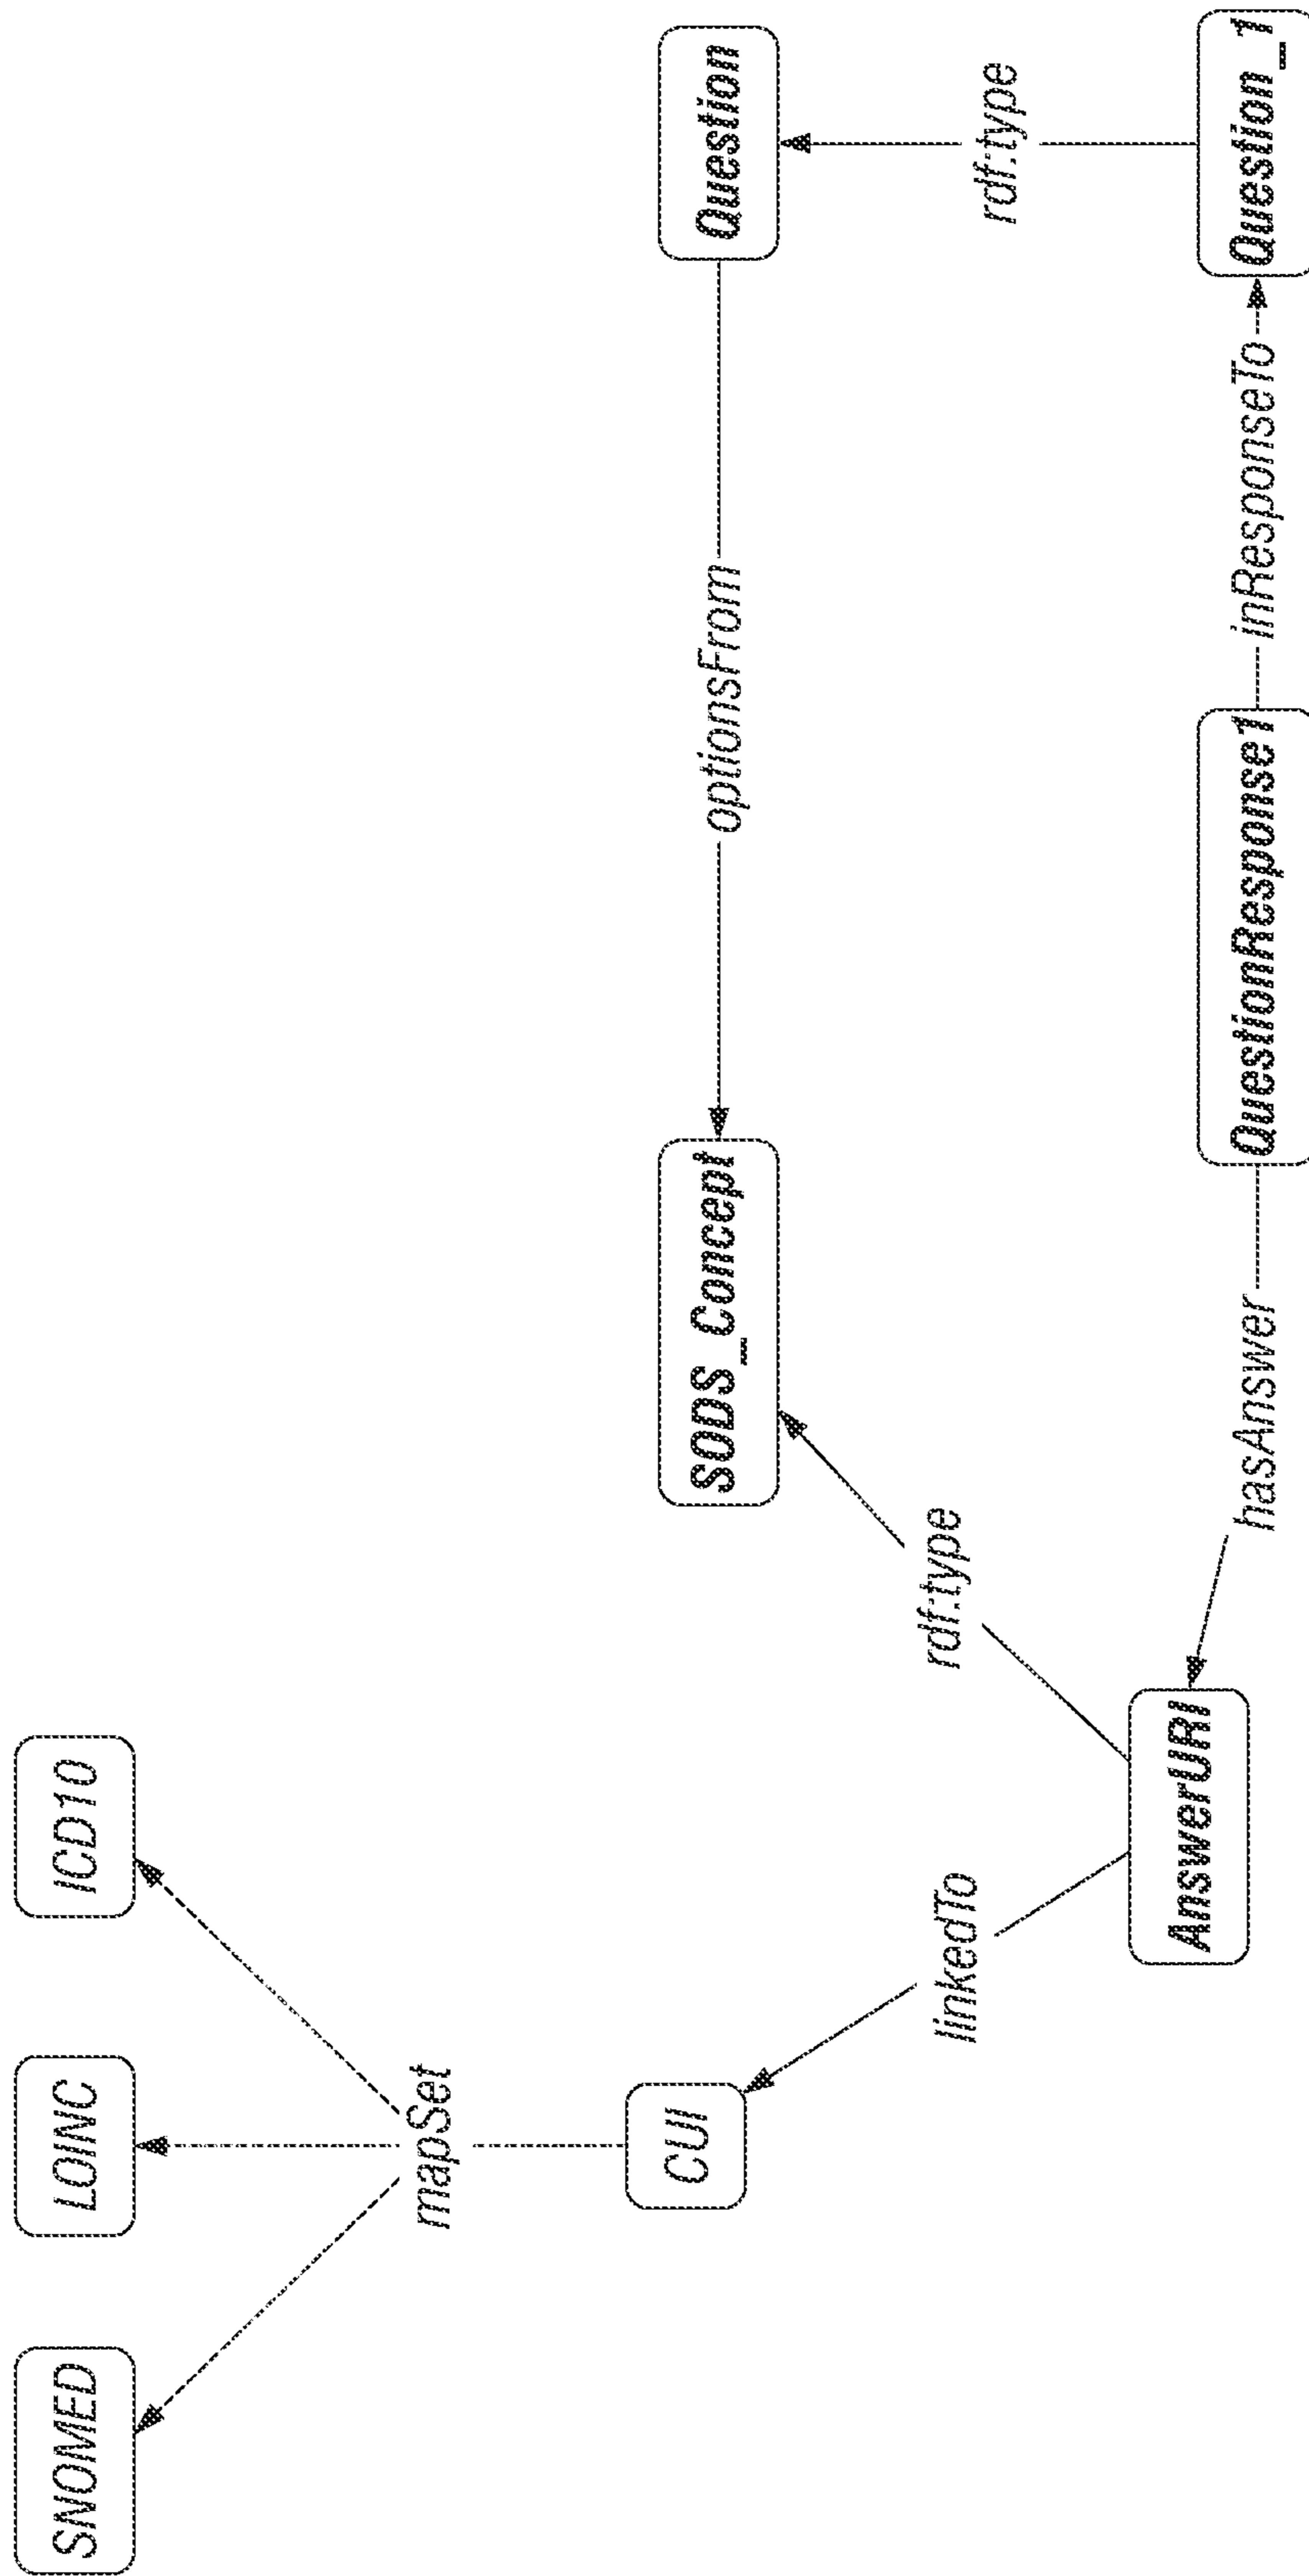 SNOMED
LOINC
ICD10
mapSet
CUI
SODS_Concept
optionsFrom
Question
linkedTo
rdf:type
rdf:type
AnswerURI
hasAnswer
QuestionResponse1
inResponseTo
Question_1